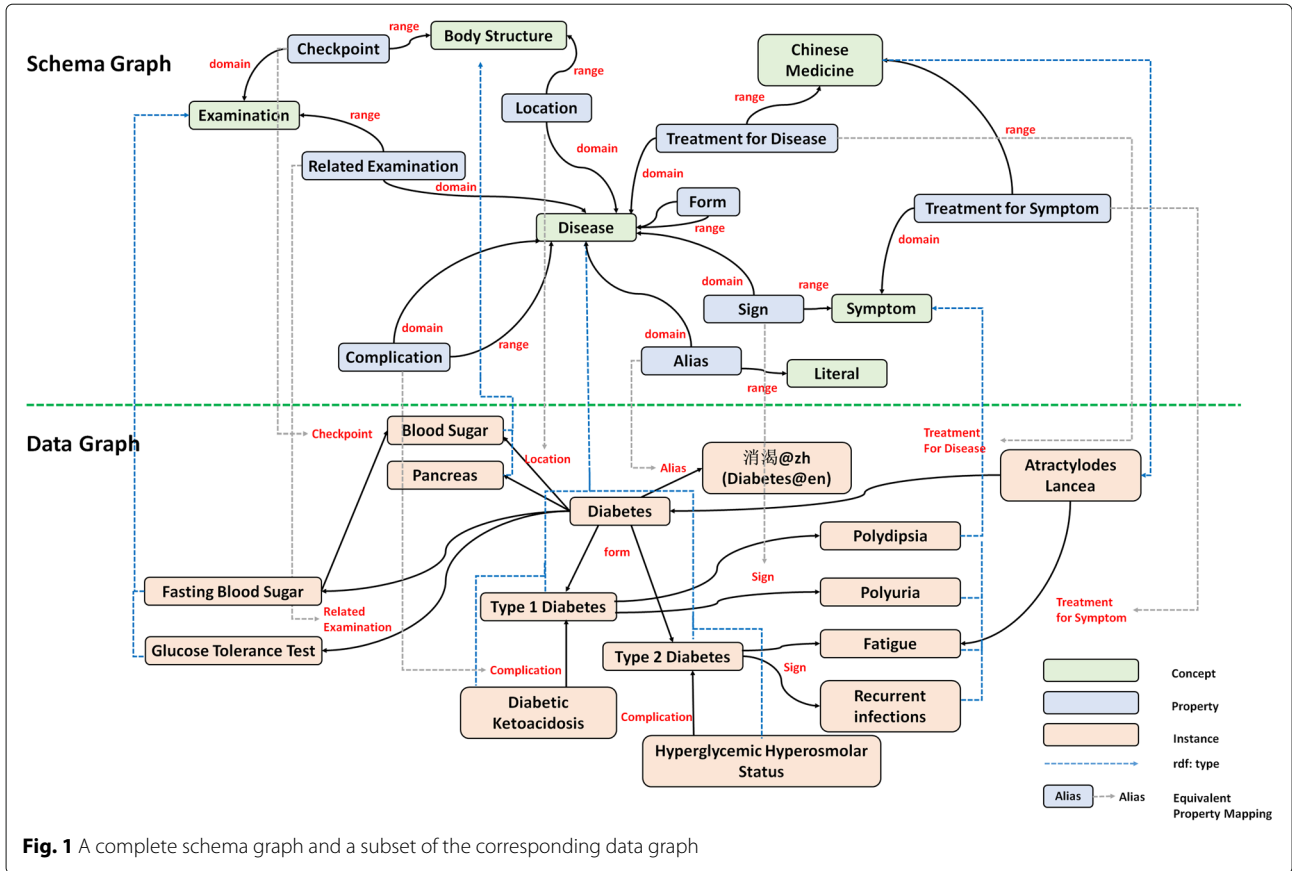 Schema Graph
range
Checkpoint
Body Structure
Chinese
Medicine
domain
range
Examination
Location
range
range
Treatment for Disease
range
Related Examination
domain
domain
domain
Form
range
Treatment for Symptom
Disease
domain
domain
range
Sign
Symptom
domain
range
domain
Complication
Alias
range
Literal
Data Graph
Checkpoint
Blood Sugar
Location
Pancreas
Alias
消渴@zh
(Diabetes@en)
Treatment
For Disease
Atractylodes
Lancea
Diabetes
form
Polydipsia
Sign
Fasting Blood Sugar
Related
Examination
Type 1 Diabetes
Polyuria
Treatment
for Symptom
Glucose Tolerance Test
Complication
Type 2 Diabetes
Fatigue
Sign
Diabetic
Ketoacidosis
Complication
Recurrent
infections
Hyperglycemic Hyperosmolar
Status
Concept
Property
Instance
rdf: type
Alias
Alias
Equivalent
Property Mapping
Fig. 1 A complete schema graph and a subset of the corresponding data graph